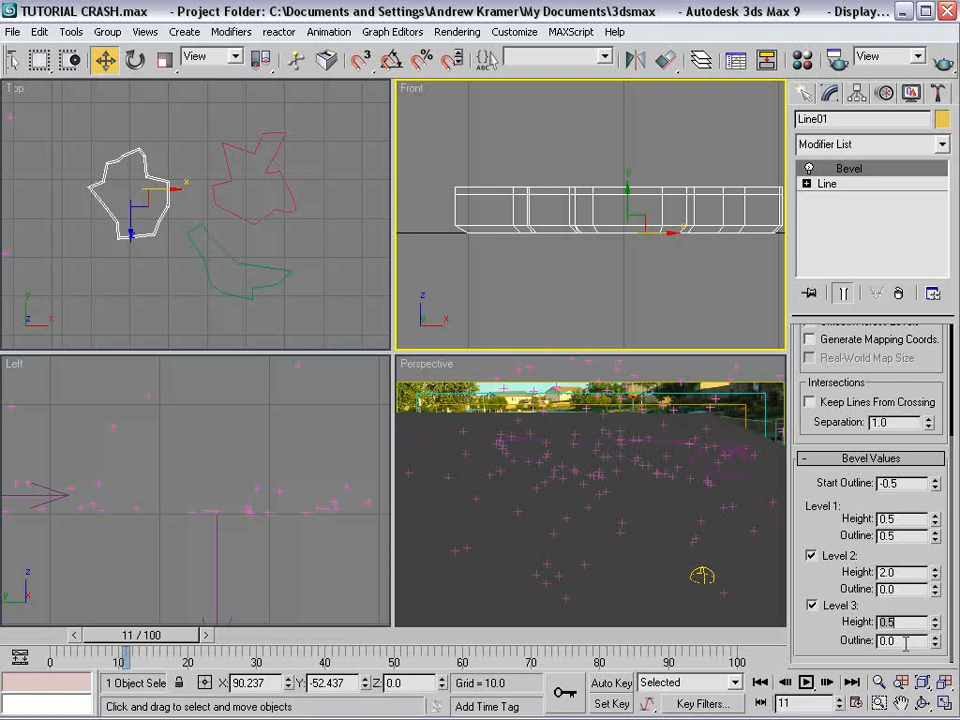 TUTORIAL CRASH.max - Project Folder: C:\Documents and Settings\Andrew Kramer\My Documents\3dsmax - Autodesk 3ds Max 9 - Display...
File Edit Tools Group Views Create Modifiers reactor Animation Graph Editors Rendering Customize MAXScript Help
View View
Top
Front
Line01
Modifier List
Bevel
Line
Generate Mapping Coords.
Real-World Map Size
Intersections
Keep Lines From Crossing
Separation: 1.0
Left
Perspective
Bevel Values
Start Outline: -0.5
Level 1:
Height: 0.5
Outline: 0.5
Level 2:
Height: 2.0
Outline: 0.0
Level 3:
Height: 0.5
Outline: 0.0
11 / 100
0 10 20 30 40 50 60 70 80 90 100
1 Object Sele X: 90.237 Y: -52.437 Z: 0.0 Grid = 10.0 Auto Key Selected
Click and drag to select and move objects Add Time Tag Set Key Key Filters... 11